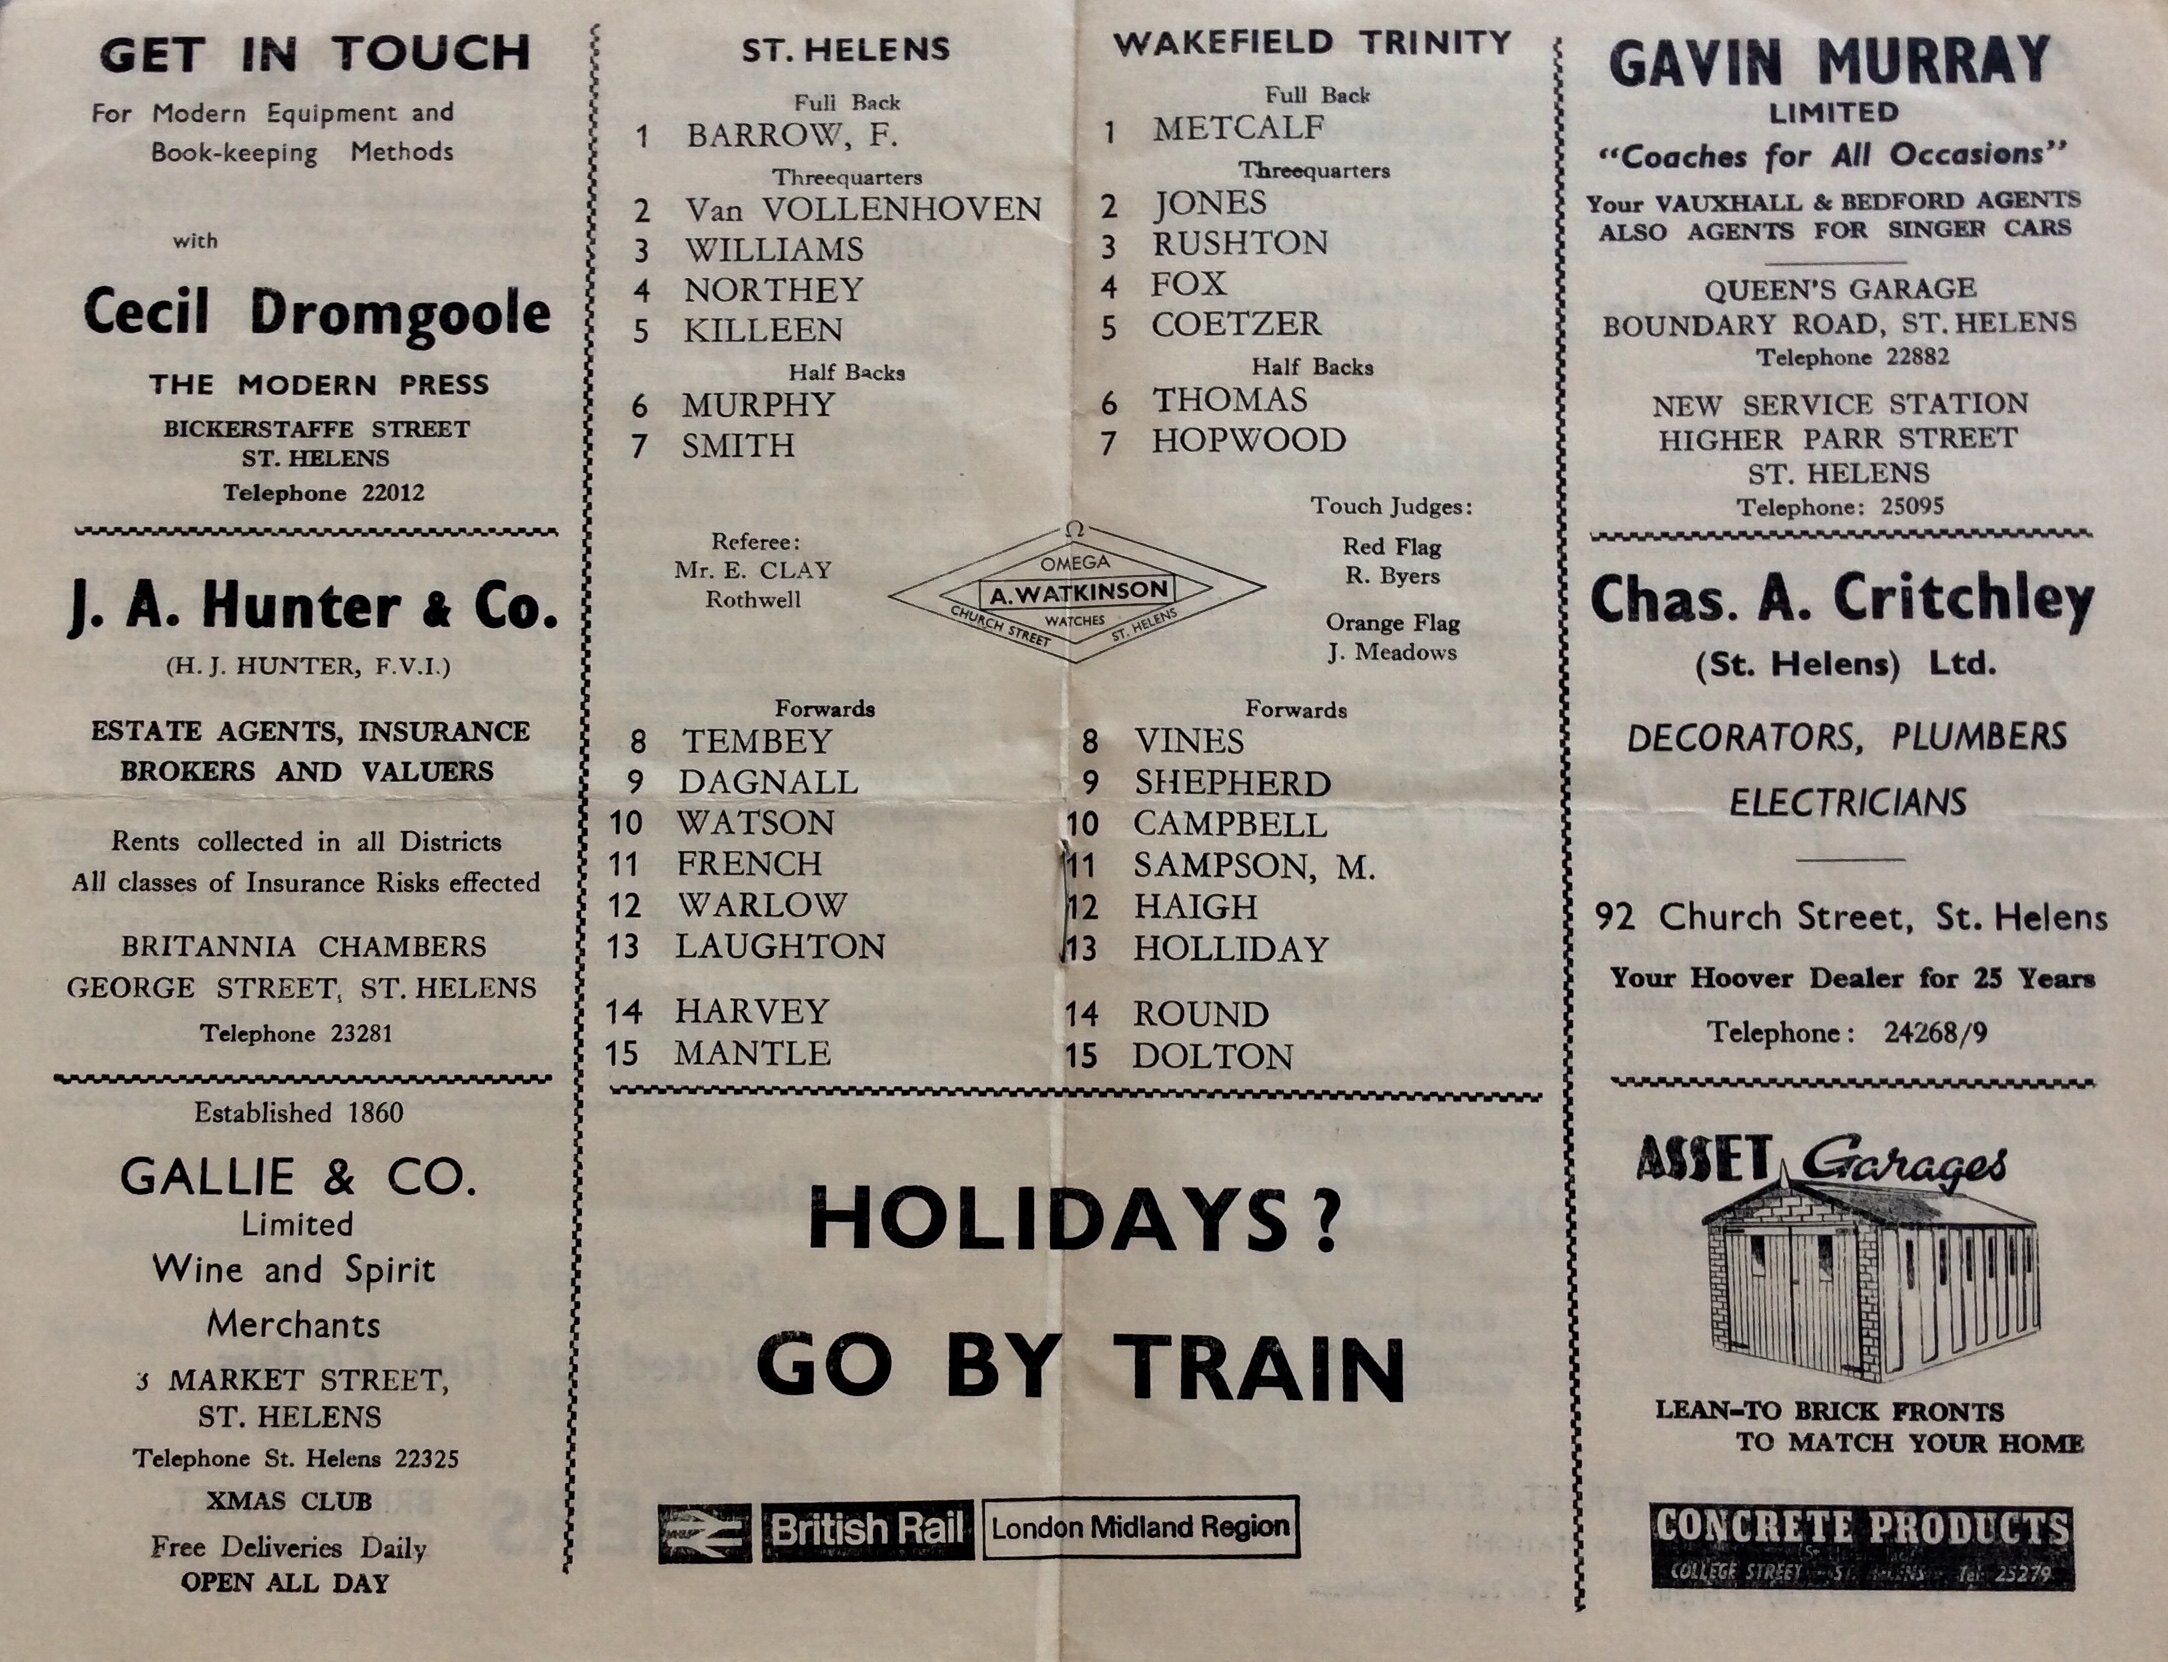 GET IN TOUCH
For Modern Equipment and
Book-keeping Methods
with
Cecil Dromgoole
THE MODERN PRESS
BICKERSTAFFE STREET
ST. HELENS
Telephone 22012
J. A. Hunter & Co.
(H. J. HUNTER, F.V.I.)
ESTATE AGENTS, INSURANCE
BROKERS AND VALUERS
Rents collected in all Districts
All classes of Insurance Risks effected
BRITANNIA CHAMBERS
GEORGE STREET, ST. HELENS
Telephone 23281
Established 1860
GALLIE & CO.
Limited
Wine and Spirit
Merchants
3 MARKET STREET,
ST. HELENS
Telephone St. Helens 22325
XMAS CLUB
Free Deliveries Daily
OPEN ALL DAY
ST. HELENS
Full Back
1 BARROW, F.
Threequarters
2 Van VOLLENHOVEN
3 WILLIAMS
4 NORTHEY
5 KILLEEN
Half Backs
6 MURPHY
7 SMITH
Referee:
Mr. E. CLAY
Rothwell
Forwards
8 TEMBEY
9 DAGNALL
10 WATSON
11 FRENCH
12 WARLOW
13 LAUGHTON
14 HARVEY
15 MANTLE
Ω
OMEGA
A. WATKINSON
WATCHES
CHURCH STREET ST. HELENS
WAKEFIELD TRINITY
Full Back
1 METCALF
Threequarters
2 JONES
3 RUSHTON
4 FOX
5 COETZER
Half Backs
6 THOMAS
7 HOPWOOD
Touch Judges:
Red Flag
R. Byers
Orange Flag
J. Meadows
Forwards
8 VINES
9 SHEPHERD
10 CAMPBELL
11 SAMPSON, M.
12 HAIGH
13 HOLLIDAY
14 ROUND
15 DOLTON
HOLIDAYS?
GO BY TRAIN
British Rail London Midland Region
GAVIN MURRAY
LIMITED
"Coaches for All Occasions"
Your VAUXHALL & BEDFORD AGENTS
ALSO AGENTS FOR SINGER CARS
QUEEN'S GARAGE
BOUNDARY ROAD, ST. HELENS
Telephone 22882
NEW SERVICE STATION
HIGHER PARR STREET
ST. HELENS
Telephone: 25095
Chas. A. Critchley
(St. Helens) Ltd.
DECORATORS, PLUMBERS
ELECTRICIANS
92 Church Street, St. Helens
Your Hoover Dealer for 25 Years
Telephone: 24268/9
ASSET Garages
LEAN-TO BRICK FRONTS
TO MATCH YOUR HOME
CONCRETE PRODUCTS
COLLEGE STREET ST. HELENS Tel: 25279